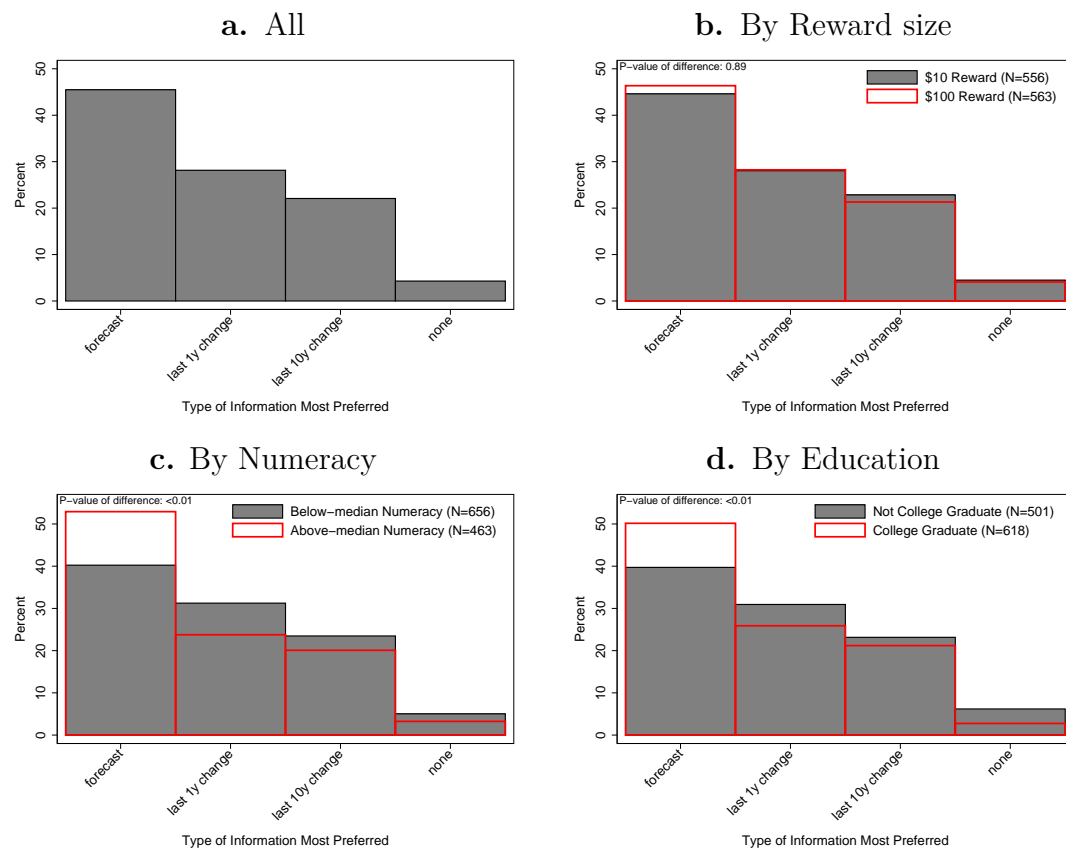 a. All
Percent
0
10
20
30
40
50
forecast
last 1y change
last 10y change
none
Type of Information Most Preferred
b. By Reward size
P−value of difference: 0.89
$10 Reward (N=556)
$100 Reward (N=563)
Percent
0
10
20
30
40
50
forecast
last 1y change
last 10y change
none
Type of Information Most Preferred
c. By Numeracy
P−value of difference: <0.01
Below−median Numeracy (N=656)
Above−median Numeracy (N=463)
Percent
0
10
20
30
40
50
forecast
last 1y change
last 10y change
none
Type of Information Most Preferred
d. By Education
P−value of difference: <0.01
Not College Graduate (N=501)
College Graduate (N=618)
Percent
0
10
20
30
40
50
forecast
last 1y change
last 10y change
none
Type of Information Most Preferred